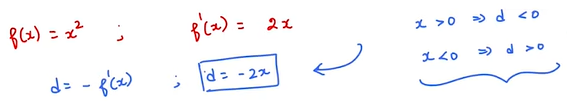 f(x) = x² ; f'(x) = 2x
d = - f'(x) ; d = -2x
x > 0 ⇒ d < 0
x < 0 ⇒ d > 0